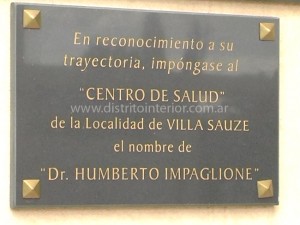 En reconocimiento a su
trayectoria, impóngase al
"CENTRO DE SALUD"
www.distritointerior.com.ar
de la Localidad de VILLA SAUZE
el nombre de
"Dr. HUMBERTO IMPAGLIONE"